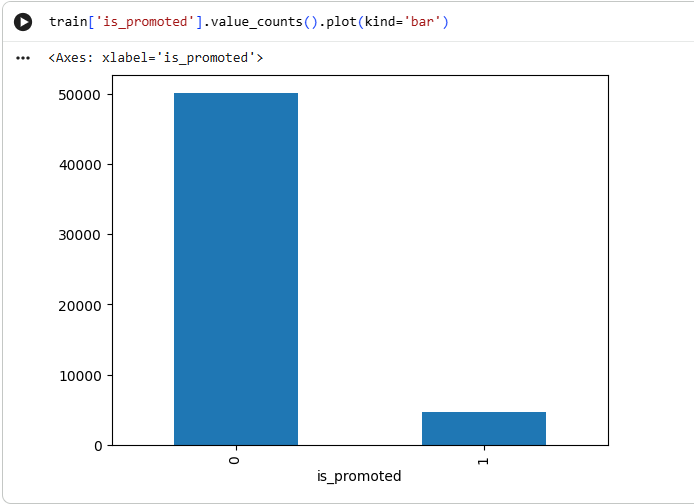 train['is_promoted'].value_counts().plot(kind='bar')
<Axes: xlabel='is_promoted'>
50000
40000
30000
20000
10000
0
0
1
is_promoted